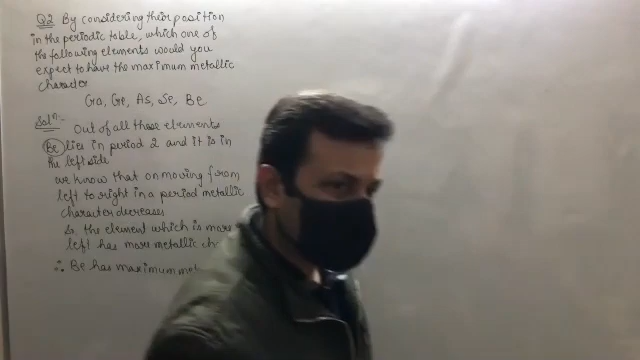 Q2 By considering their position
in the periodic table, which one of
the following elements would you
expect to have the maximum metallic
character
Ga, Ge, As, Se, Be
Solⁿ:- Out of all these elements
Be lies in period 2 and it is in
the left side
we know that on moving from
left to right in a period metallic
character decreases
So the element which is more
left has more metallic cha
∴ Be has maximum met